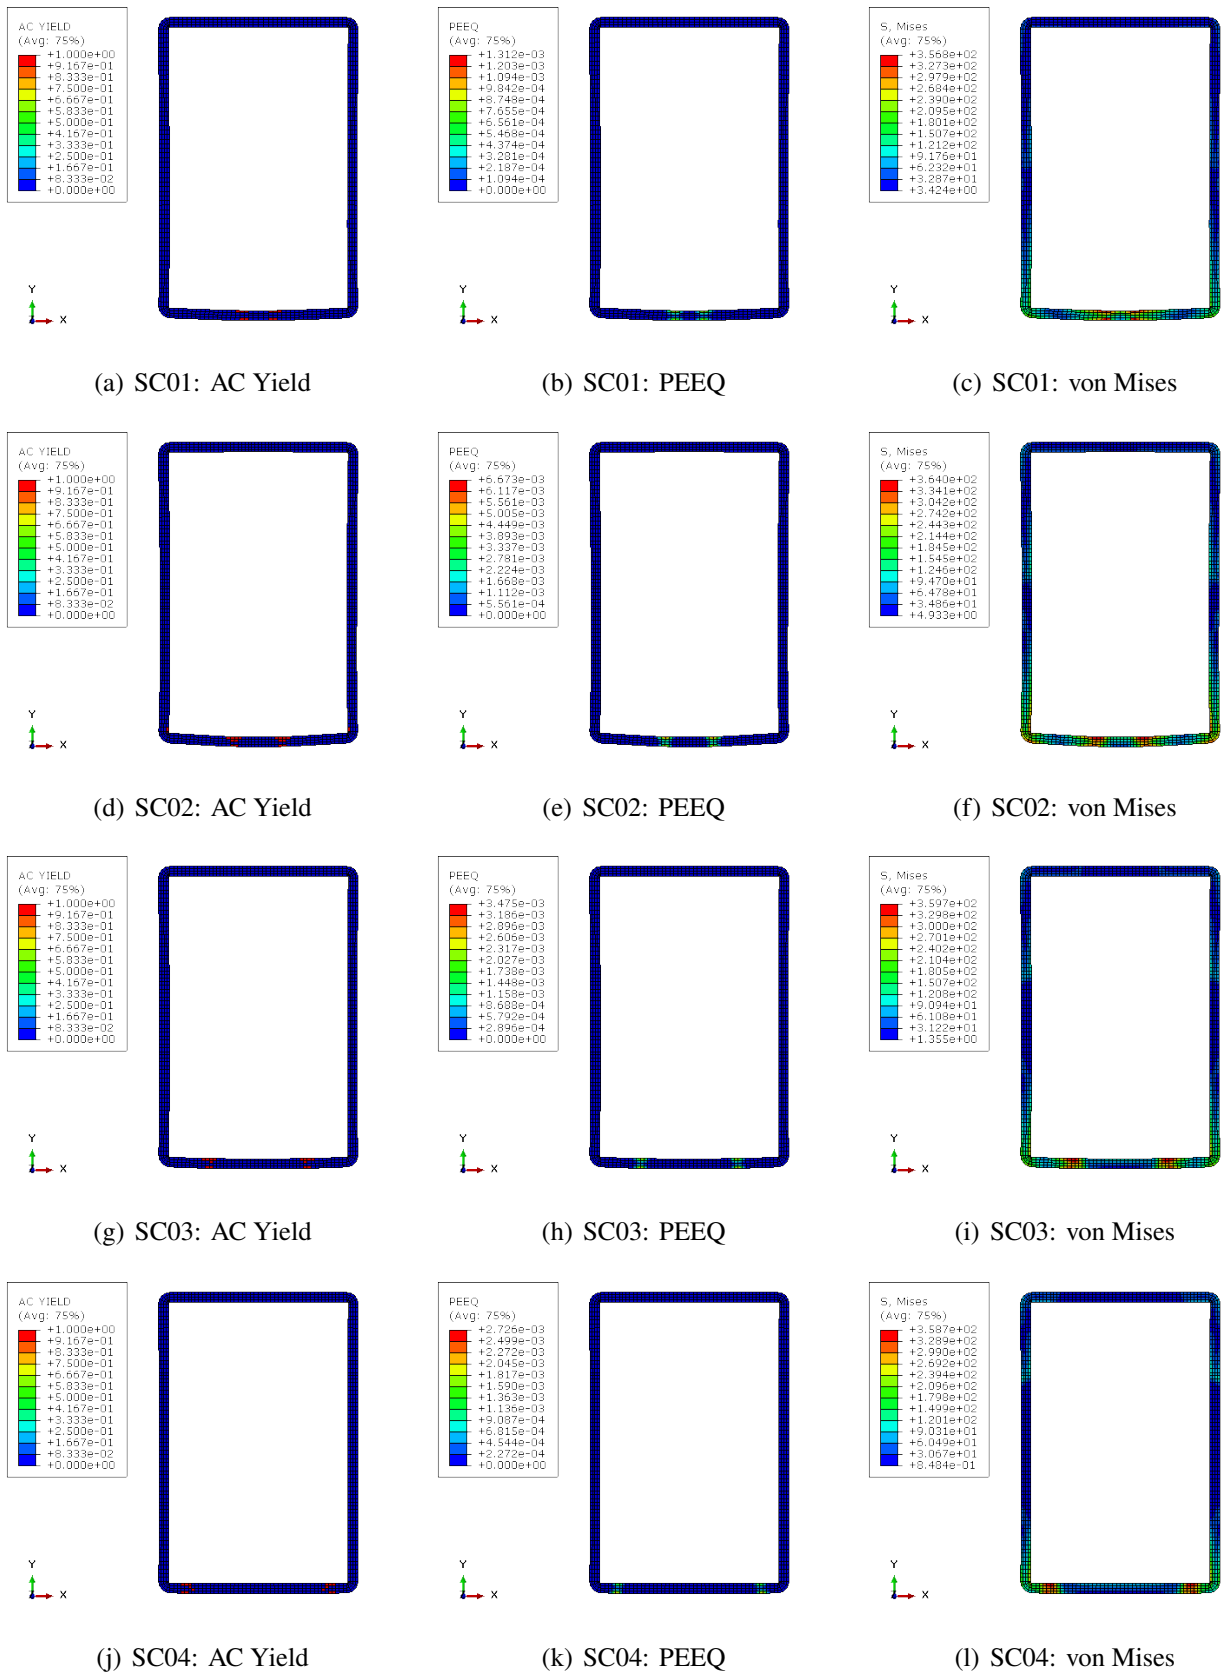 AC YIELD
(Avg: 75%)
+1.000e+00
+9.167e-01
+8.333e-01
+7.500e-01
+6.667e-01
+5.833e-01
+5.000e-01
+4.167e-01
+3.333e-01
+2.500e-01
+1.667e-01
+8.333e-02
+0.000e+00
Y
Z X
(a) SC01: AC Yield
PEEQ
(Avg: 75%)
+1.312e-03
+1.203e-03
+1.094e-03
+9.842e-04
+8.748e-04
+7.655e-04
+6.561e-04
+5.468e-04
+4.374e-04
+3.281e-04
+2.187e-04
+1.094e-04
+0.000e+00
Y
Z X
(b) SC01: PEEQ
S, Mises
(Avg: 75%)
+3.568e+02
+3.273e+02
+2.979e+02
+2.684e+02
+2.390e+02
+2.095e+02
+1.801e+02
+1.507e+02
+1.212e+02
+9.176e+01
+6.232e+01
+3.287e+01
+3.424e+00
Y
Z X
(c) SC01: von Mises
AC YIELD
(Avg: 75%)
+1.000e+00
+9.167e-01
+8.333e-01
+7.500e-01
+6.667e-01
+5.833e-01
+5.000e-01
+4.167e-01
+3.333e-01
+2.500e-01
+1.667e-01
+8.333e-02
+0.000e+00
Y
Z X
(d) SC02: AC Yield
PEEQ
(Avg: 75%)
+6.673e-03
+6.117e-03
+5.561e-03
+5.005e-03
+4.449e-03
+3.893e-03
+3.337e-03
+2.781e-03
+2.224e-03
+1.668e-03
+1.112e-03
+5.561e-04
+0.000e+00
Y
Z X
(e) SC02: PEEQ
S, Mises
(Avg: 75%)
+3.640e+02
+3.341e+02
+3.042e+02
+2.742e+02
+2.443e+02
+2.144e+02
+1.845e+02
+1.545e+02
+1.246e+02
+9.470e+01
+6.478e+01
+3.486e+01
+4.933e+00
Y
Z X
(f) SC02: von Mises
AC YIELD
(Avg: 75%)
+1.000e+00
+9.167e-01
+8.333e-01
+7.500e-01
+6.667e-01
+5.833e-01
+5.000e-01
+4.167e-01
+3.333e-01
+2.500e-01
+1.667e-01
+8.333e-02
+0.000e+00
Y
Z X
(g) SC03: AC Yield
PEEQ
(Avg: 75%)
+3.475e-03
+3.186e-03
+2.896e-03
+2.606e-03
+2.317e-03
+2.027e-03
+1.738e-03
+1.448e-03
+1.158e-03
+8.688e-04
+5.792e-04
+2.896e-04
+0.000e+00
Y
Z X
(h) SC03: PEEQ
S, Mises
(Avg: 75%)
+3.597e+02
+3.298e+02
+3.000e+02
+2.701e+02
+2.402e+02
+2.104e+02
+1.805e+02
+1.507e+02
+1.208e+02
+9.094e+01
+6.108e+01
+3.122e+01
+1.355e+00
Y
Z X
(i) SC03: von Mises
AC YIELD
(Avg: 75%)
+1.000e+00
+9.167e-01
+8.333e-01
+7.500e-01
+6.667e-01
+5.833e-01
+5.000e-01
+4.167e-01
+3.333e-01
+2.500e-01
+1.667e-01
+8.333e-02
+0.000e+00
Y
Z X
(j) SC04: AC Yield
PEEQ
(Avg: 75%)
+2.726e-03
+2.499e-03
+2.272e-03
+2.045e-03
+1.817e-03
+1.590e-03
+1.363e-03
+1.136e-03
+9.087e-04
+6.815e-04
+4.544e-04
+2.272e-04
+0.000e+00
Y
Z X
(k) SC04: PEEQ
S, Mises
(Avg: 75%)
+3.587e+02
+3.289e+02
+2.990e+02
+2.692e+02
+2.394e+02
+2.096e+02
+1.798e+02
+1.499e+02
+1.201e+02
+9.031e+01
+6.049e+01
+3.067e+01
+8.484e-01
Y
Z X
(l) SC04: von Mises